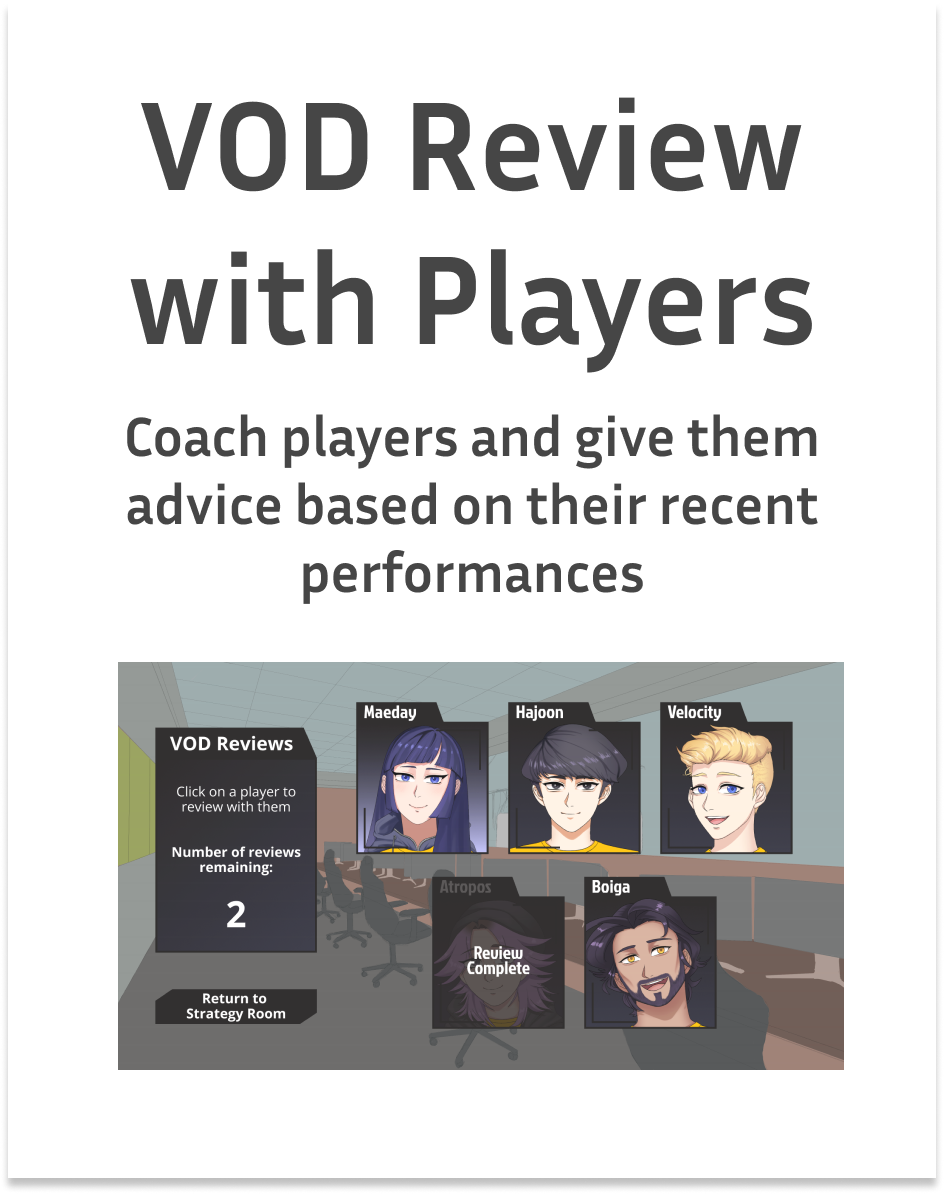 VOD Review
with Players
Coach players and give them
advice based on their recent
performances
VOD Reviews
Click on a player to
review with them
Number of reviews
remaining:
2
Return to
Strategy Room
Maeday
Hajoon
Velocity
Atropos
Review
Complete
Boiga